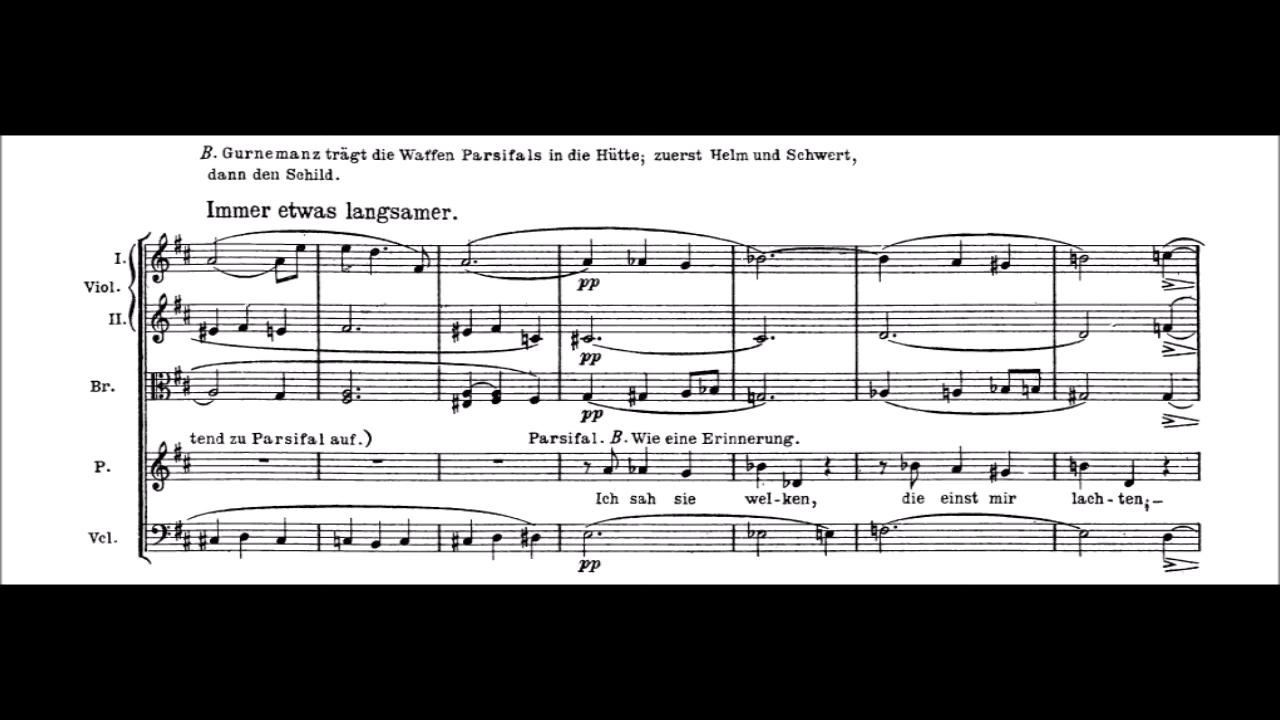 B. Gurnemanz trägt die Waffen Parsifals in die Hütte; zuerst Helm und Schwert,
dann den Schild.
Immer etwas langsamer.
I.
Viol.
II.
pp
pp
Br.
pp
tend zu Parsifal auf.) Parsifal. B. Wie eine Erinnerung.
P.
Ich sah sie wel-ken, die einst mir lach-ten;–
Vcl.
pp